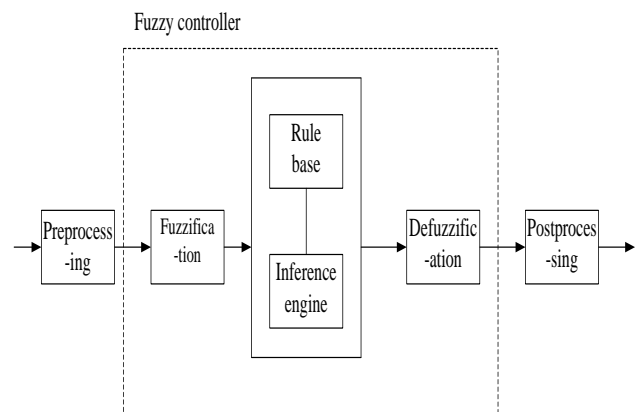 Fuzzy controller
Rule
base
Preprocess
-ing
Fuzzifica
-tion
Inference
engine
Defuzzific
-ation
Postproces
-sing